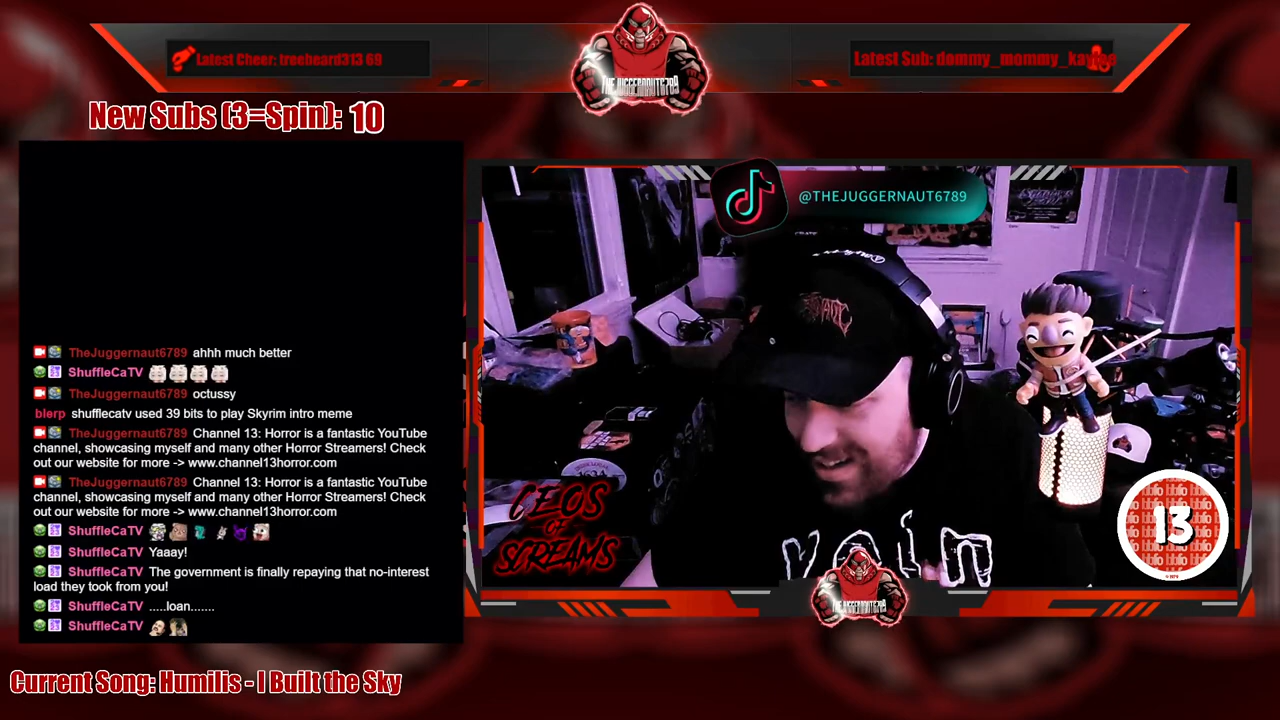 Latest Cheer: treebeard313 69
THEJUGGERNAUT6789
Latest Sub: dommy_mommy_kaylee
New Subs (3=Spin): 10
@THEJUGGERNAUT6789
TheJuggernaut6789 ahhh much better
ShuffleCaTV
TheJuggernaut6789 octussy
blerp shufflecatv used 39 bits to play Skyrim intro meme
TheJuggernaut6789 Channel 13: Horror is a fantastic YouTube
channel, showcasing myself and many other Horror Streamers! Check
out our website for more -> www.channel13horror.com
TheJuggernaut6789 Channel 13: Horror is a fantastic YouTube
channel, showcasing myself and many other Horror Streamers! Check
out our website for more -> www.channel13horror.com
ShuffleCaTV
ShuffleCaTV Yaaay!
ShuffleCaTV The government is finally repaying that no-interest
load they took from you!
ShuffleCaTV .....loan.......
ShuffleCaTV
CEOS
OF
SCREAMS
13
THEJUGGERNAUT6789
Current Song: Humilis - I Built the Sky